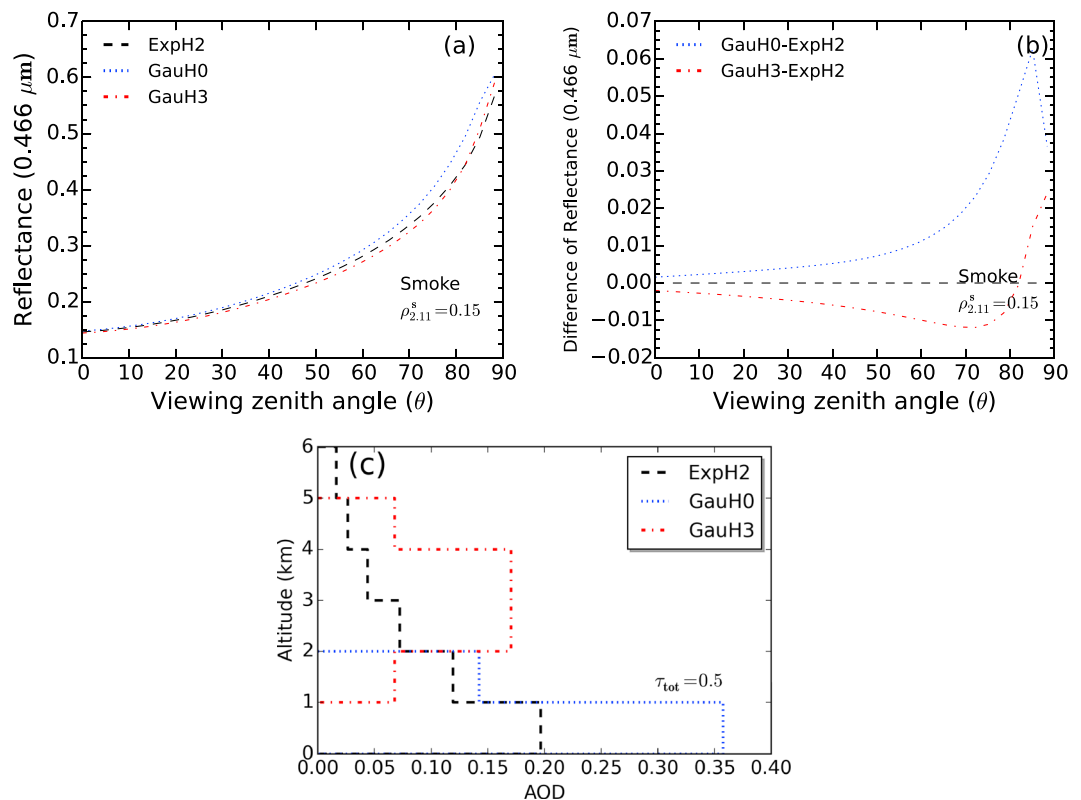 (a)
ExpH2
GauH0
GauH3
Reflectance (0.466 μm)
0.7
0.6
0.5
0.4
0.3
0.2
0.1
Smoke
ρˢ₂.₁₁=0.15
0 10 20 30 40 50 60 70 80 90
Viewing zenith angle (θ)
(b)
GauH0-ExpH2
GauH3-ExpH2
Difference of Reflectance (0.466 μm)
0.07
0.06
0.05
0.04
0.03
0.02
0.01
0.00
−0.01
−0.02
Smoke
ρˢ₂.₁₁=0.15
0 10 20 30 40 50 60 70 80 90
Viewing zenith angle (θ)
(c)
ExpH2
GauH0
GauH3
Altitude (km)
6
5
4
3
2
1
0
τtot=0.5
0.00 0.05 0.10 0.15 0.20 0.25 0.30 0.35 0.40
AOD